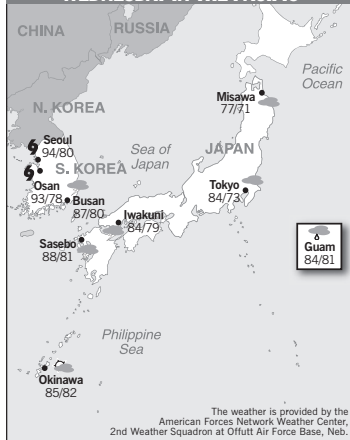 CHINA
RUSSIA
Pacific
Ocean
Misawa
77/71
N. KOREA
Seoul
94/80
Sea of
Japan
JAPAN
S. KOREA
Osan
93/78
Busan
87/80
Tokyo
84/73
Iwakuni
84/79
Sasebo
88/81
Guam
84/81
Philippine
Sea
Okinawa
85/82
The weather is provided by the
American Forces Network Weather Center,
2nd Weather Squadron at Offutt Air Force Base, Neb.